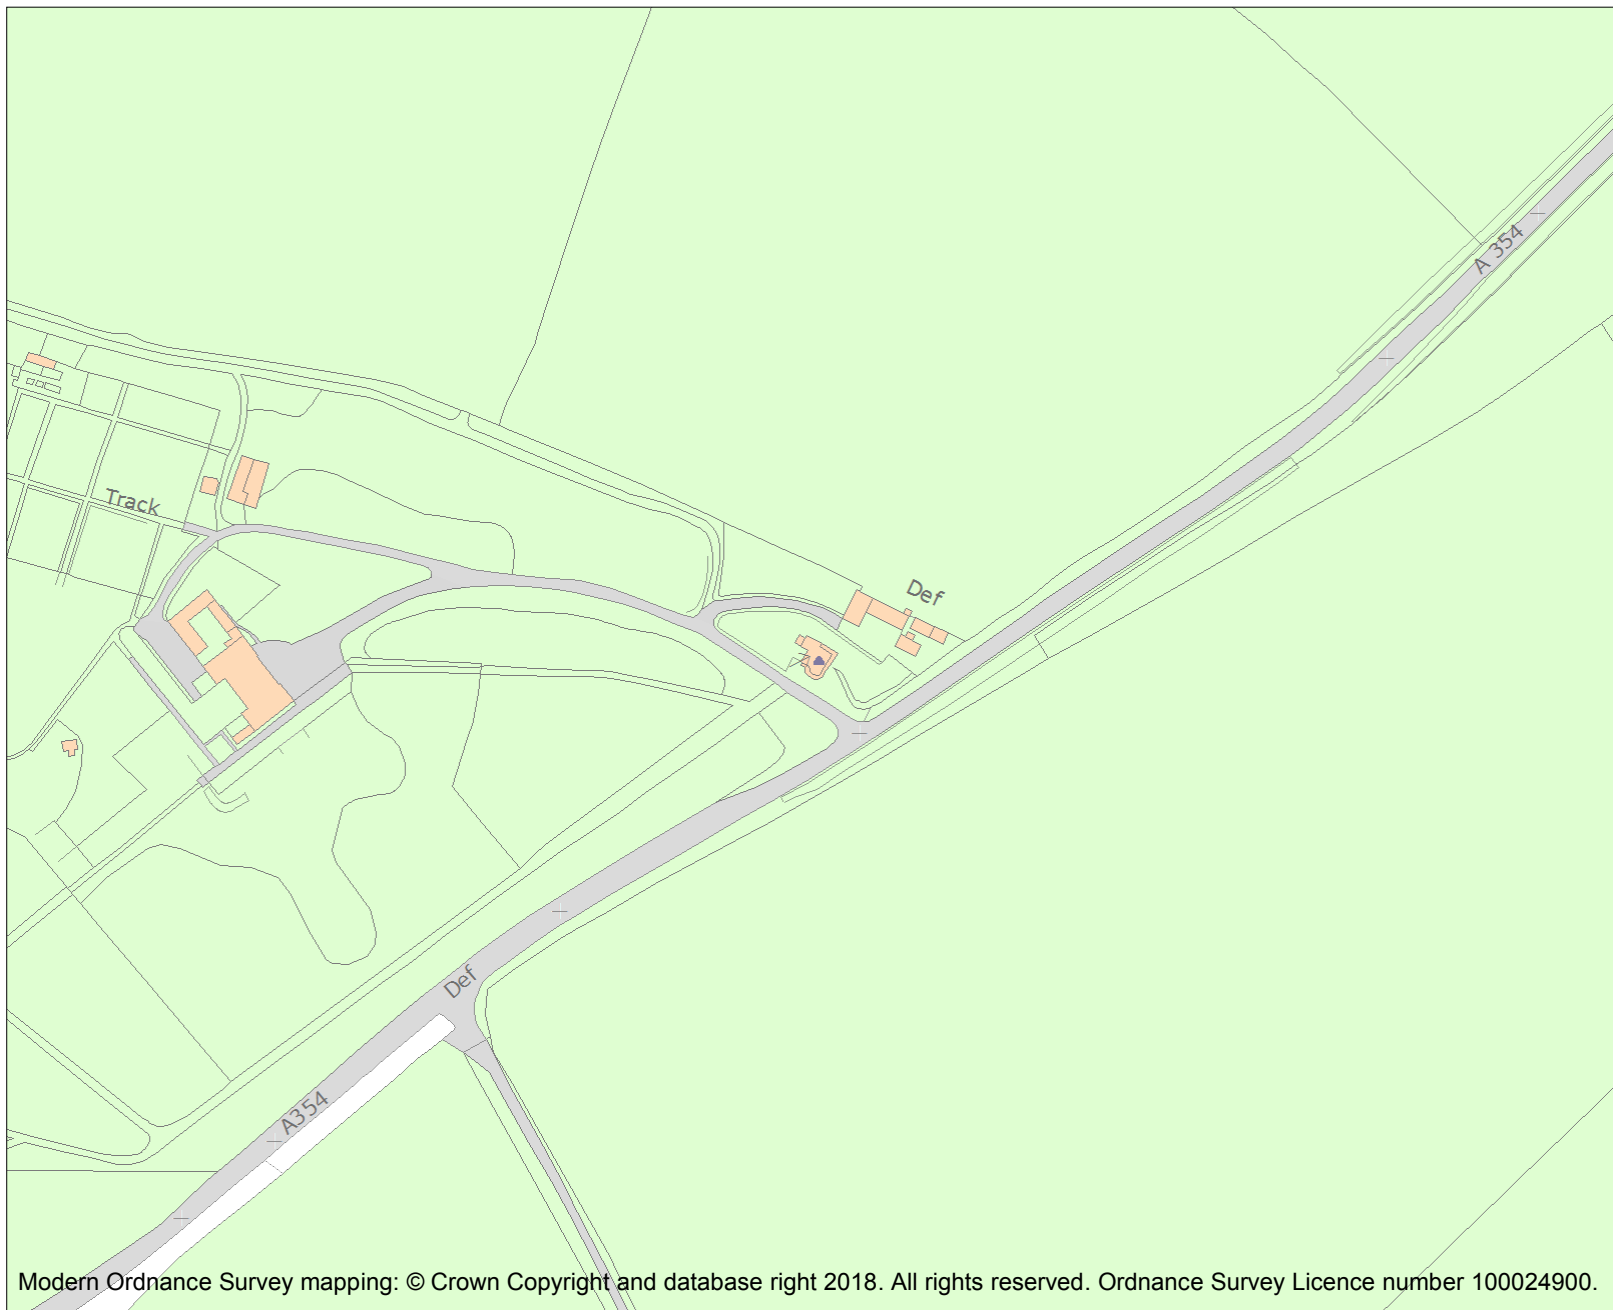 A 354
Track
Def
Def
A354
Modern Ordnance Survey mapping: © Crown Copyright and database right 2018. All rights reserved. Ordnance Survey Licence number 100024900.